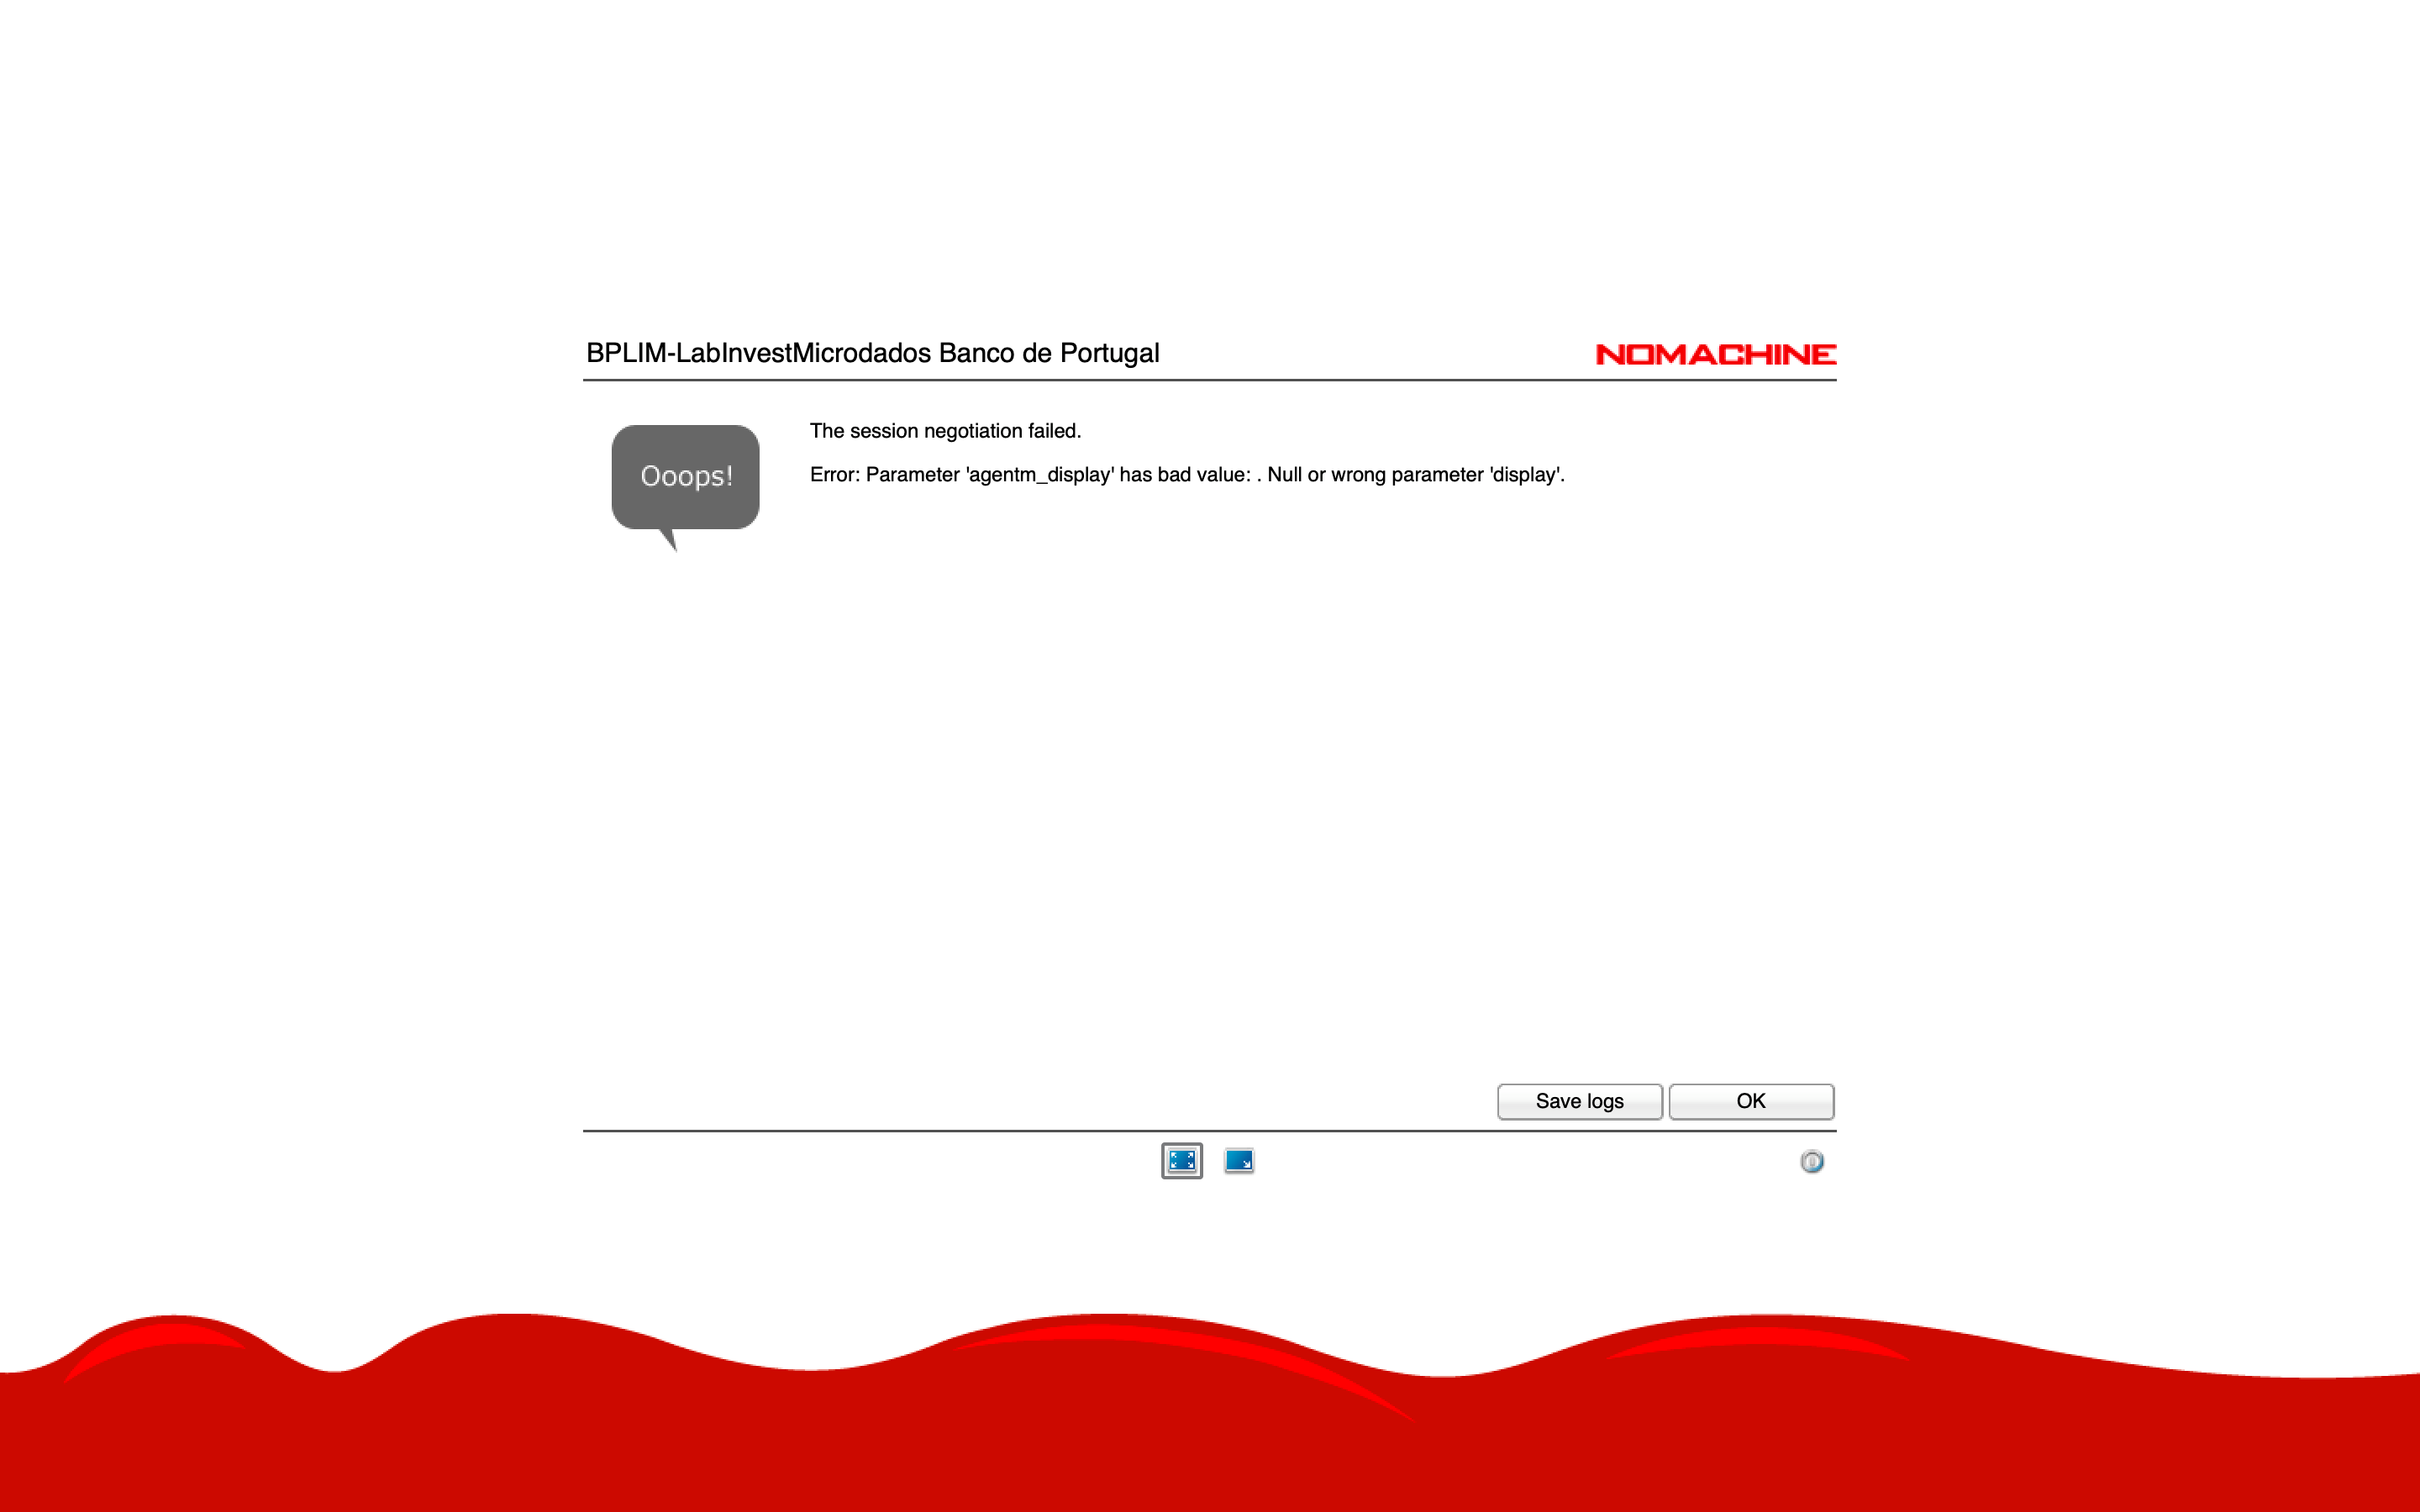 BPLIM-LabInvestMicrodados Banco de Portugal
NOMACHINE
Ooops!
The session negotiation failed.
Error: Parameter 'agentm_display' has bad value: . Null or wrong parameter 'display'.
Save logs
OK